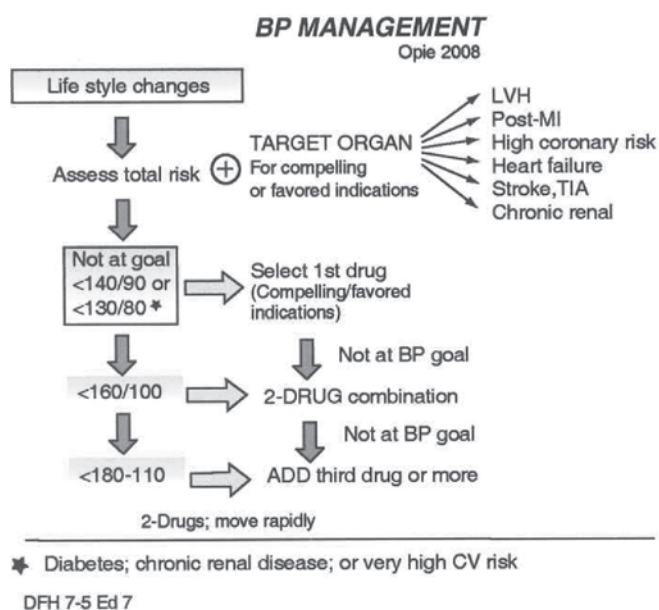 BP MANAGEMENT
Opie 2008
Life style changes
Assess total risk
+
TARGET ORGAN
For compelling
or favored indications
LVH
Post-MI
High coronary risk
Heart failure
Stroke,TIA
Chronic renal
Not at goal
<140/90 or
<130/80 ★
Select 1st drug
(Compelling/favored
indications)
Not at BP goal
<160/100
2-DRUG combination
Not at BP goal
<180-110
ADD third drug or more
2-Drugs; move rapidly
★ Diabetes; chronic renal disease; or very high CV risk
DFH 7-5 Ed 7